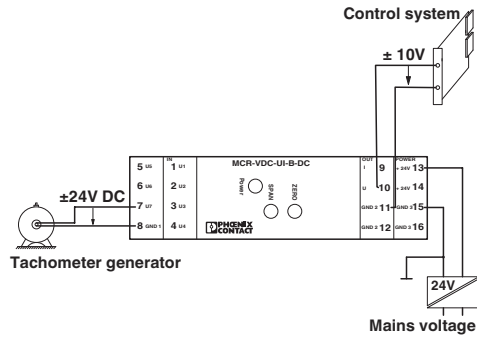 Control system
± 10V
IN
MCR-VDC-UI-B-DC
OUT
POWER
5 U5
1 U1
I
9
+ 24V 13
6 U6
2 U2
Power
SPAN
ZERO
U
10
+ 24V 14
±24V DC
7 U7
3 U3
GND 2 11
GND 3 15
8 GND 1
4 U4
PHŒNIX
CONTACT
GND 2 12
GND 3 16
Tachometer generator
24V
Mains voltage